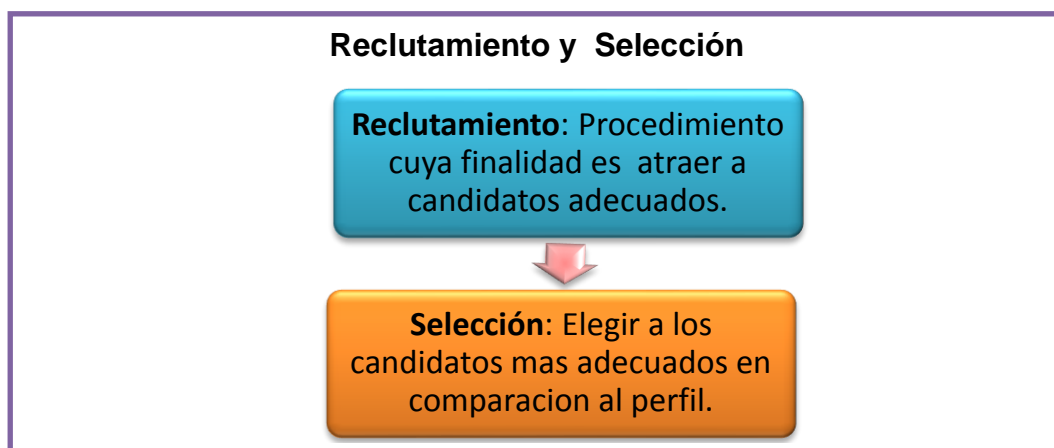 Reclutamiento y  Selección
Reclutamiento: Procedimiento
cuya finalidad es  atraer a
candidatos adecuados.
Selección: Elegir a los
candidatos mas adecuados en
comparacion al perfil.